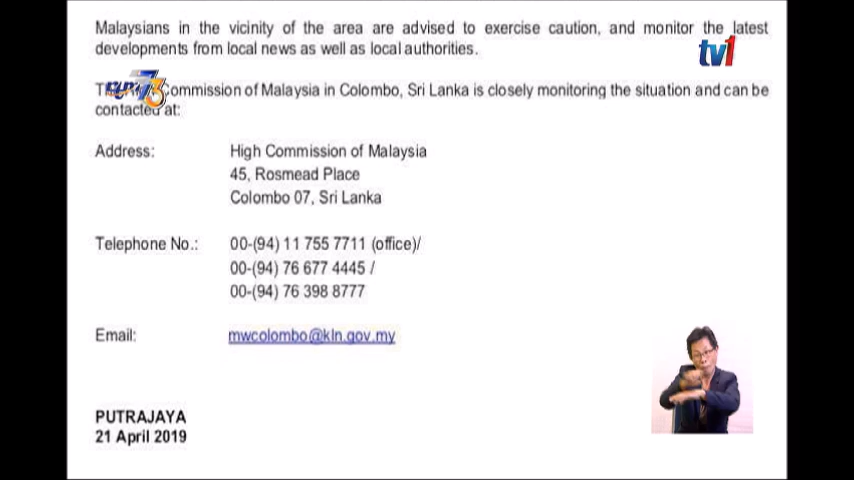 Malaysians in the vicinity of the area are advised to exercise caution, and monitor the latest
developments from local news as well as local authorities.
tv1
Commission of Malaysia in Colombo, Sri Lanka is closely monitoring the situation and can be
contacted at:
Address: High Commission of Malaysia
45, Rosmead Place
Colombo 07, Sri Lanka
Telephone No.: 00-(94) 11 755 7711 (office)/
00-(94) 76 677 4445 /
00-(94) 76 398 8777
Email: mwcolombo@kln.gov.my
PUTRAJAYA
21 April 2019